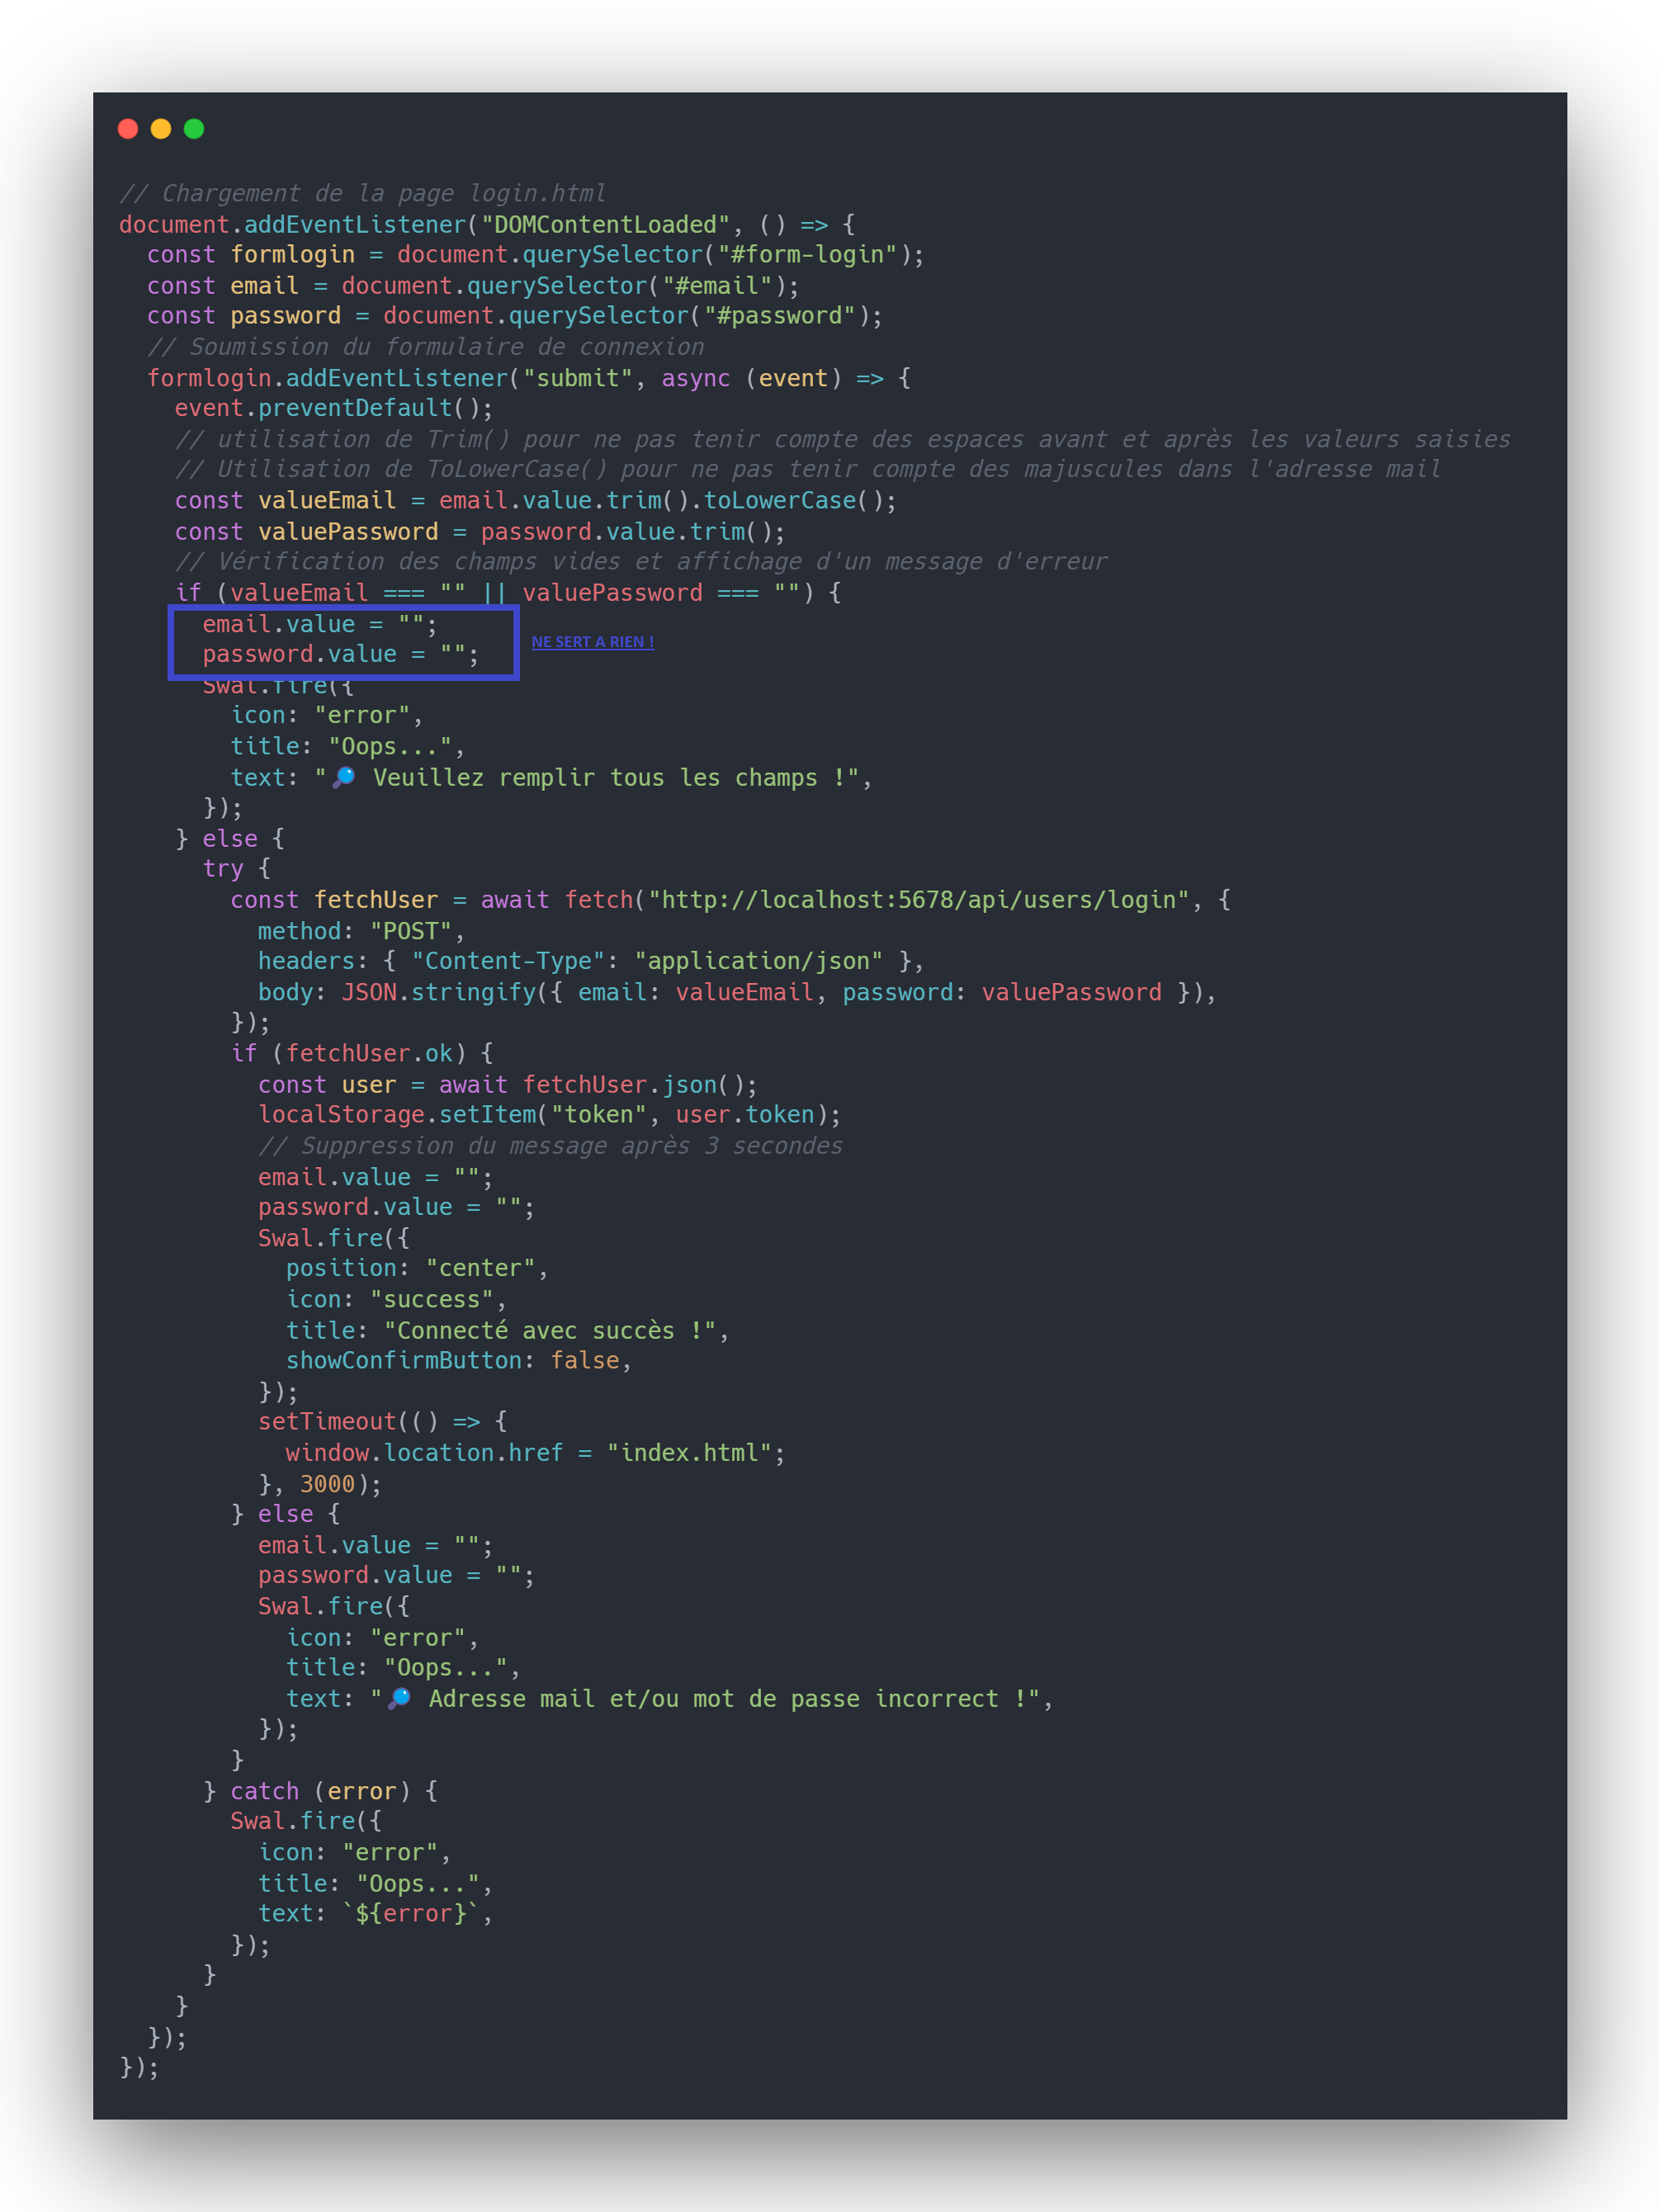 // Chargement de la page login.html
document.addEventListener("DOMContentLoaded", () => {
  const formlogin = document.querySelector("#form-login");
  const email = document.querySelector("#email");
  const password = document.querySelector("#password");
  // Soumission du formulaire de connexion
  formlogin.addEventListener("submit", async (event) => {
    event.preventDefault();
    // utilisation de Trim() pour ne pas tenir compte des espaces avant et après les valeurs saisies
    // Utilisation de ToLowerCase() pour ne pas tenir compte des majuscules dans l'adresse mail
    const valueEmail = email.value.trim().toLowerCase();
    const valuePassword = password.value.trim();
    // Vérification des champs vides et affichage d'un message d'erreur
    if (valueEmail === "" || valuePassword === "") {
      email.value = "";
      NE SERT A RIEN !
      password.value = "";
      Swal.fire({
        icon: "error",
        title: "Oops...",
        text: "🔎 Veuillez remplir tous les champs !",
      });
    } else {
      try {
        const fetchUser = await fetch("http://localhost:5678/api/users/login", {
          method: "POST",
          headers: { "Content-Type": "application/json" },
          body: JSON.stringify({ email: valueEmail, password: valuePassword }),
        });
        if (fetchUser.ok) {
          const user = await fetchUser.json();
          localStorage.setItem("token", user.token);
          // Suppression du message après 3 secondes
          email.value = "";
          password.value = "";
          Swal.fire({
            position: "center",
            icon: "success",
            title: "Connecté avec succès !",
            showConfirmButton: false,
          });
          setTimeout(() => {
            window.location.href = "index.html";
          }, 3000);
        } else {
          email.value = "";
          password.value = "";
          Swal.fire({
            icon: "error",
            title: "Oops...",
            text: "🔎 Adresse mail et/ou mot de passe incorrect !",
          });
        }
      } catch (error) {
        Swal.fire({
          icon: "error",
          title: "Oops...",
          text: `${error}`,
        });
      }
    }
  });
});